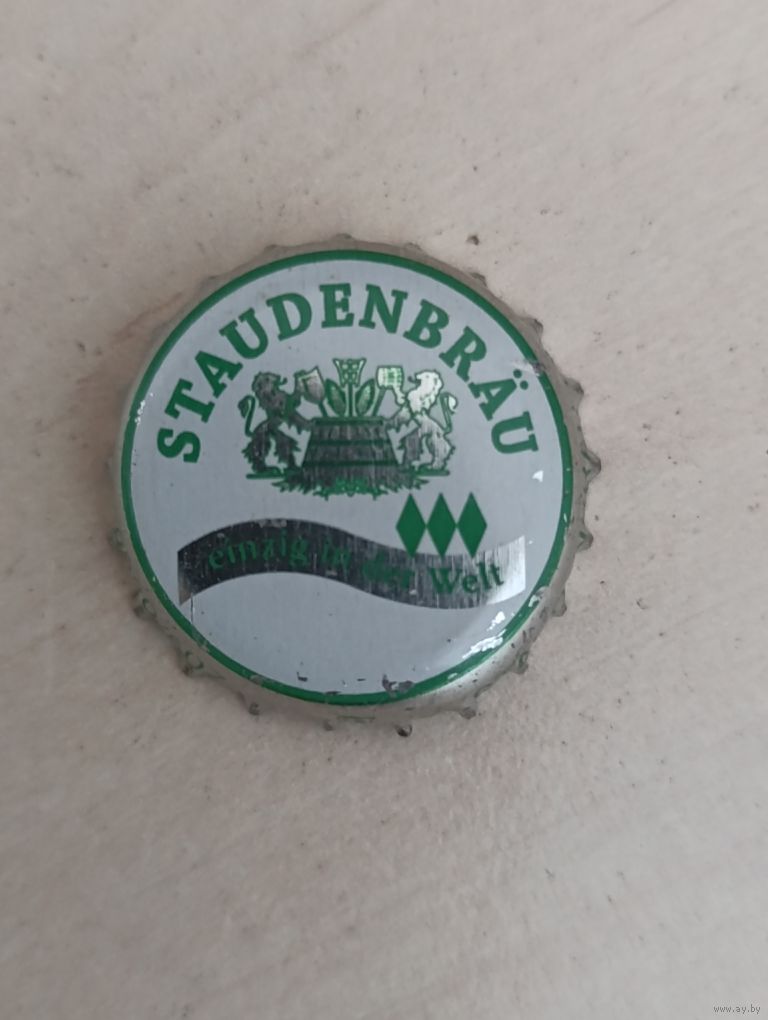 STAUDENBRÄU
einzig in der Welt
www.ay.by